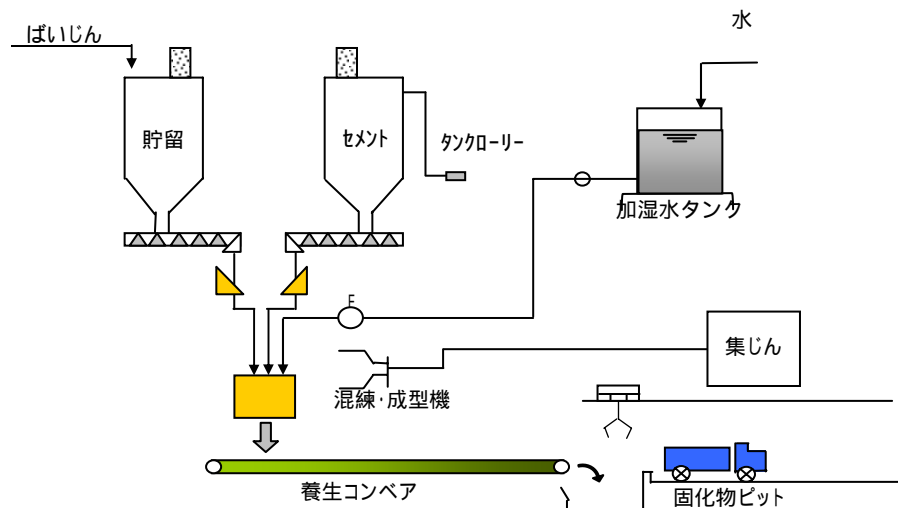 水
ばいじん
貯留
セメント
タンクローリー
加湿水タンク
F
集じん
混練・成型機
養生コンベア
固化物ピット